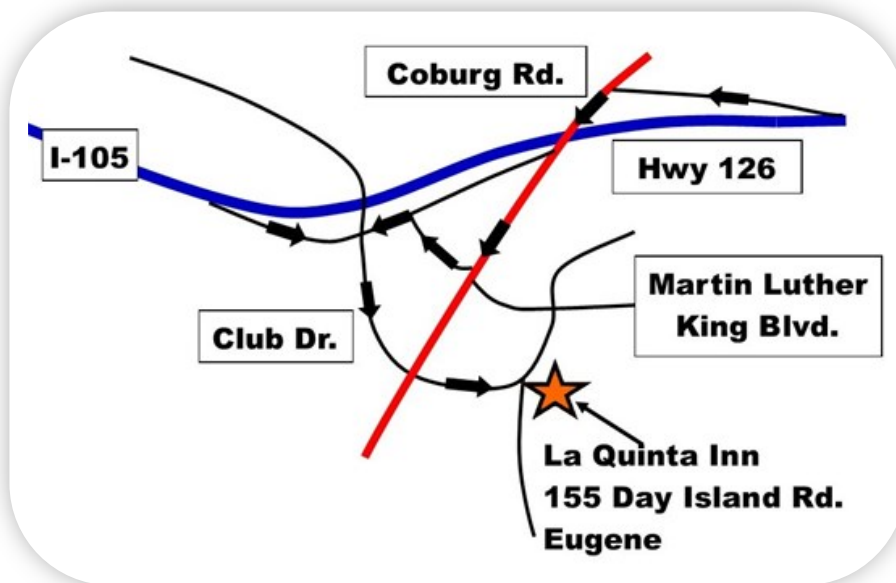 Coburg Rd.
I-105
Hwy 126
Martin Luther
King Blvd.
Club Dr.
La Quinta Inn
155 Day Island Rd.
Eugene